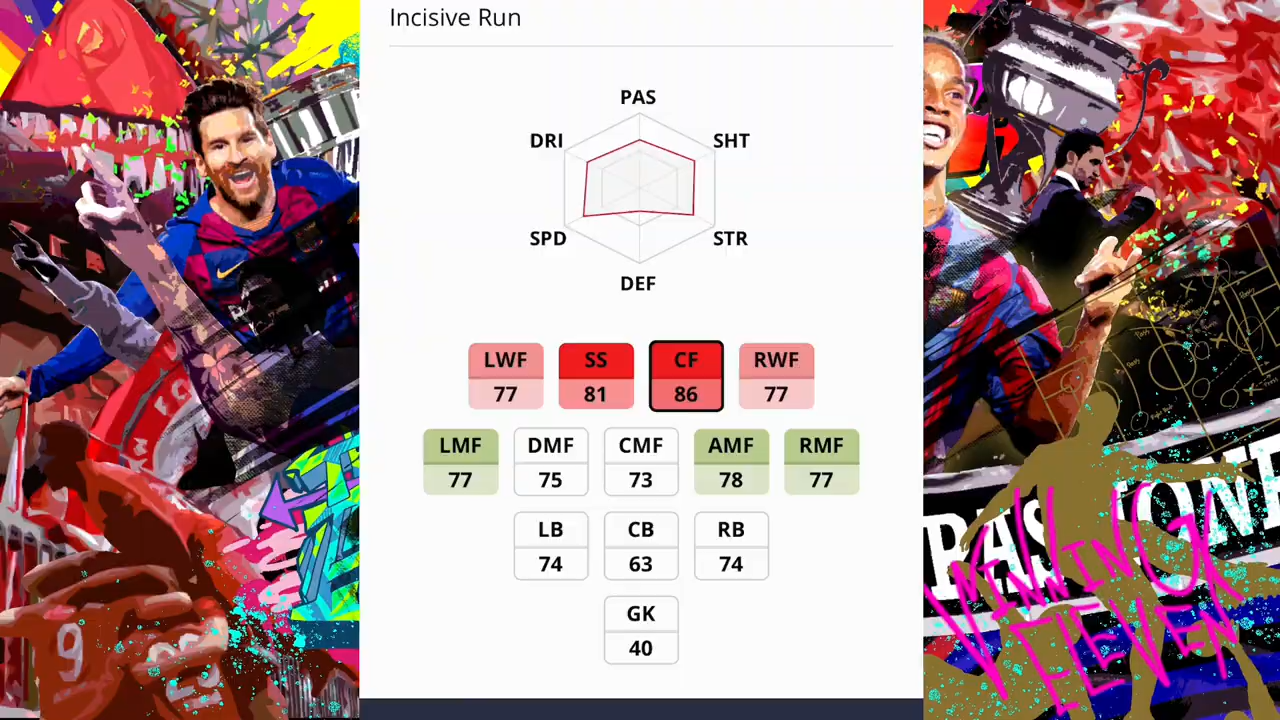 Incisive Run
PAS
DRI
SHT
SPD
STR
DEF
LWF SS CF RWF
77 81 86 77
LMF DMF CMF AMF RMF
77 75 73 78 77
LB CB RB
74 63 74
GK
40
WINNING
ELEVEN
9